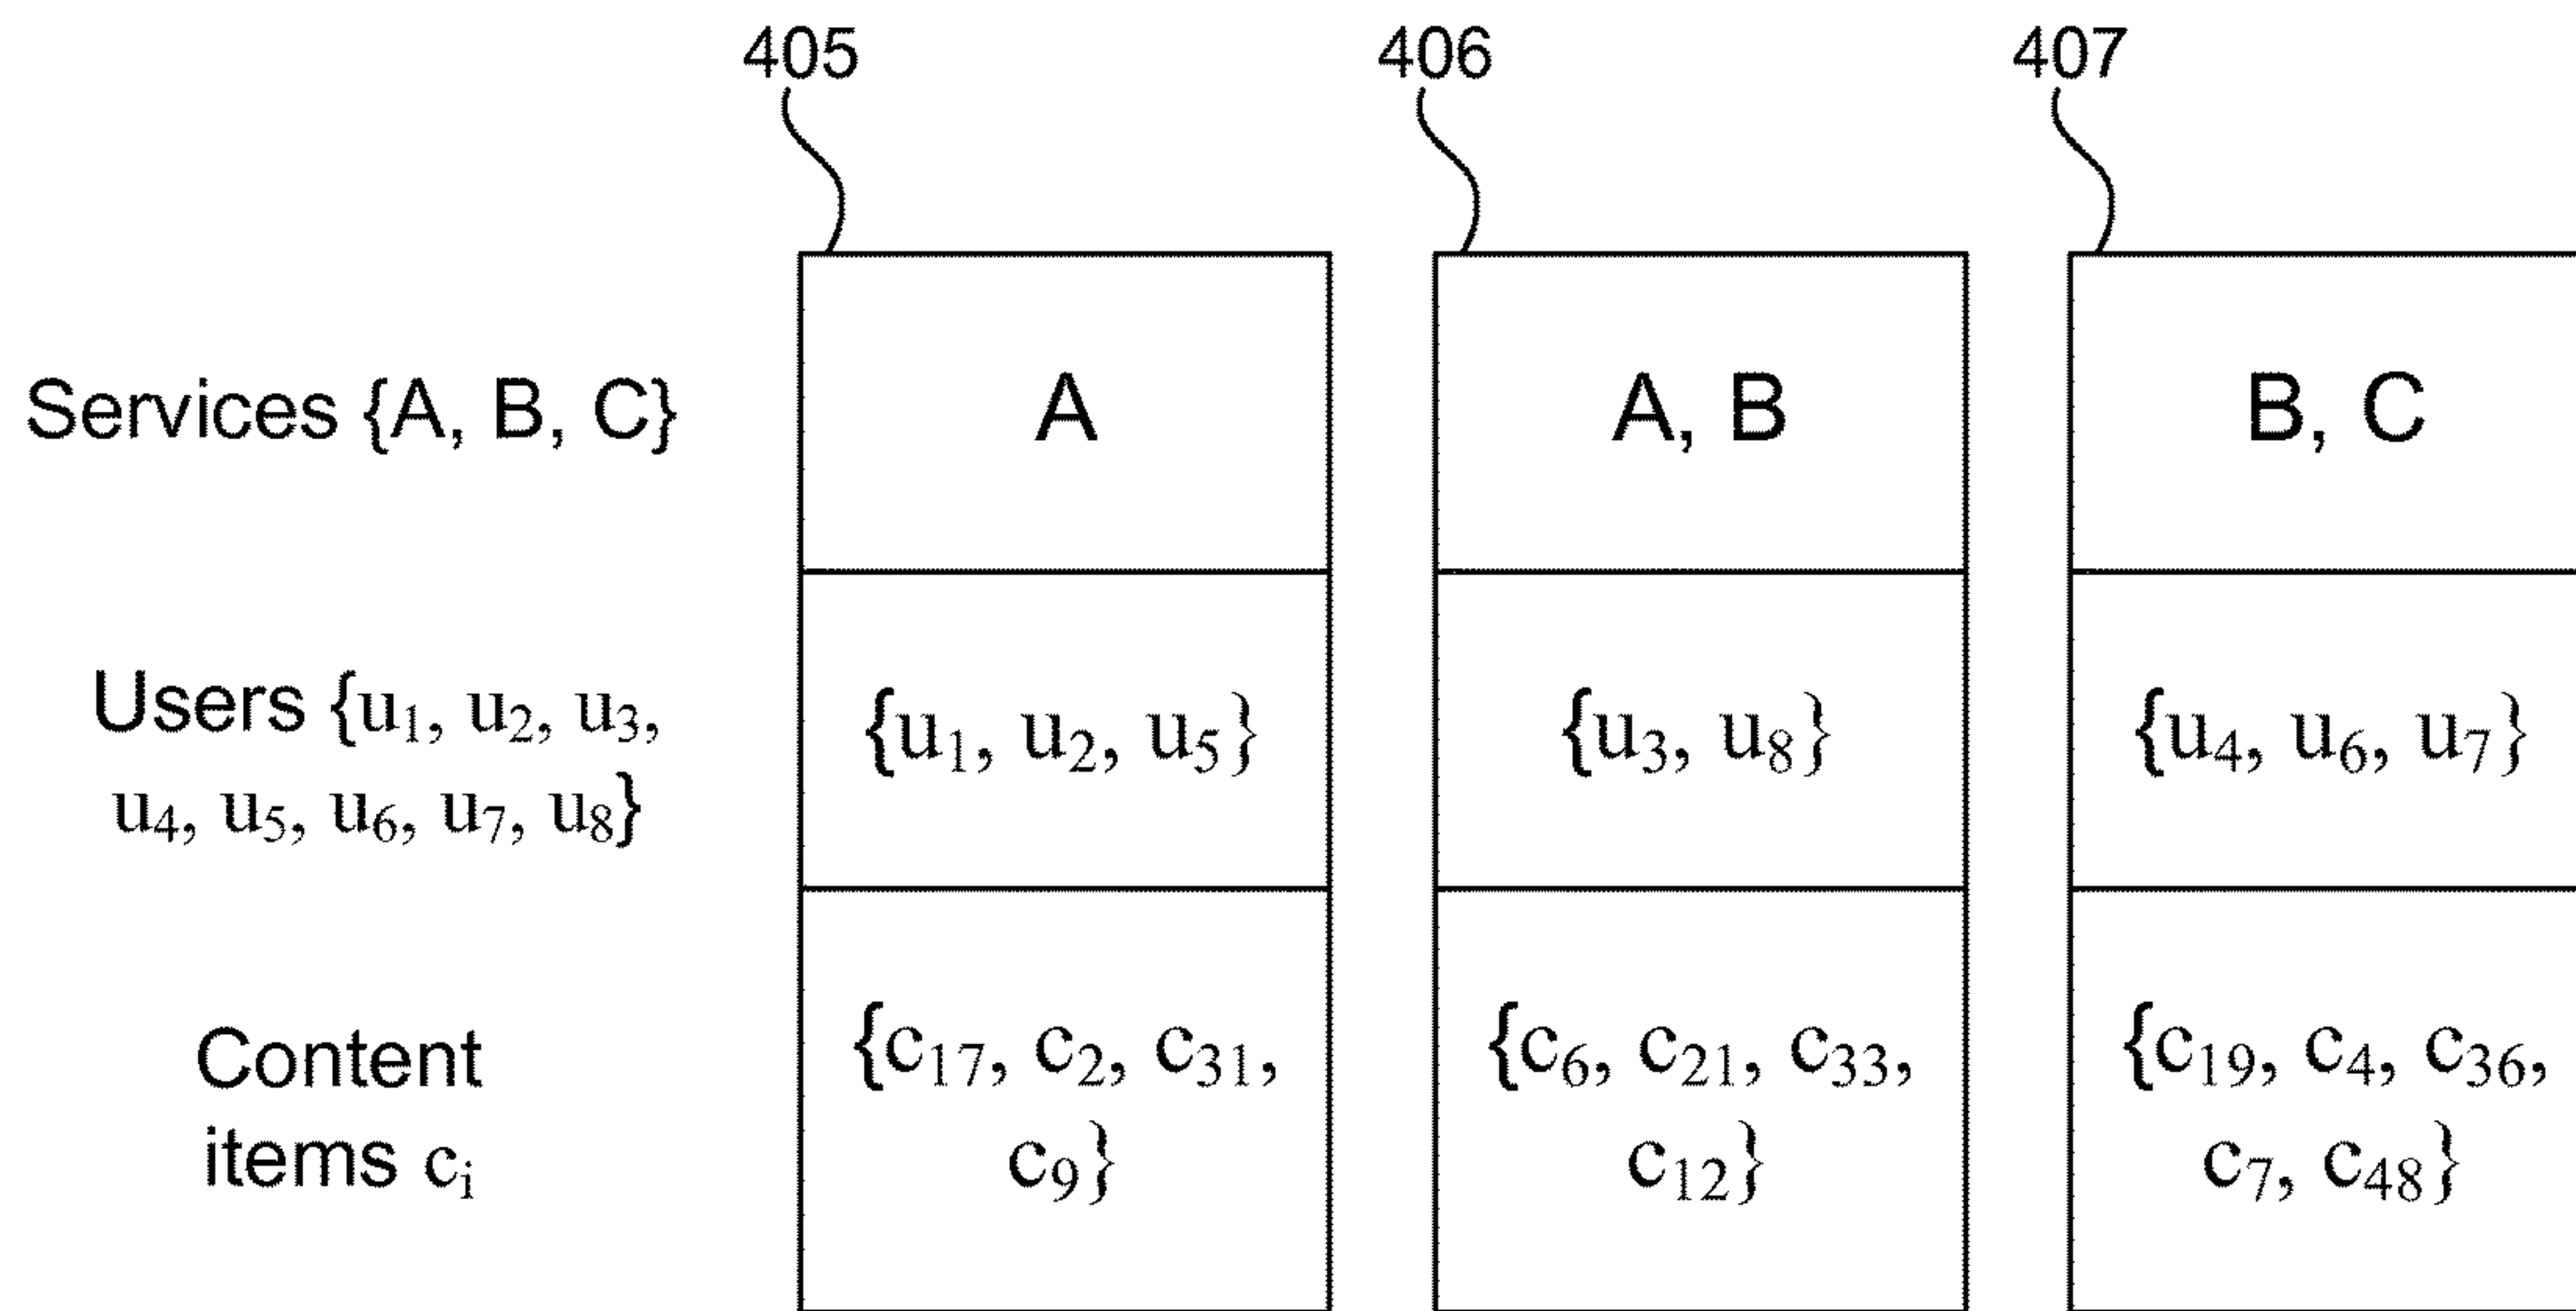 405 406 407
Services {A, B, C} A A, B B, C
Users {u₁, u₂, u₃,
u₄, u₅, u₆, u₇, u₈}
{u₁, u₂, u₅} {u₃, u₈} {u₄, u₆, u₇}
Content
items cᵢ
{c₁₇, c₂, c₃₁,
c₉}
{c₆, c₂₁, c₃₃,
c₁₂}
{c₁₉, c₄, c₃₆,
c₇, c₄₈}